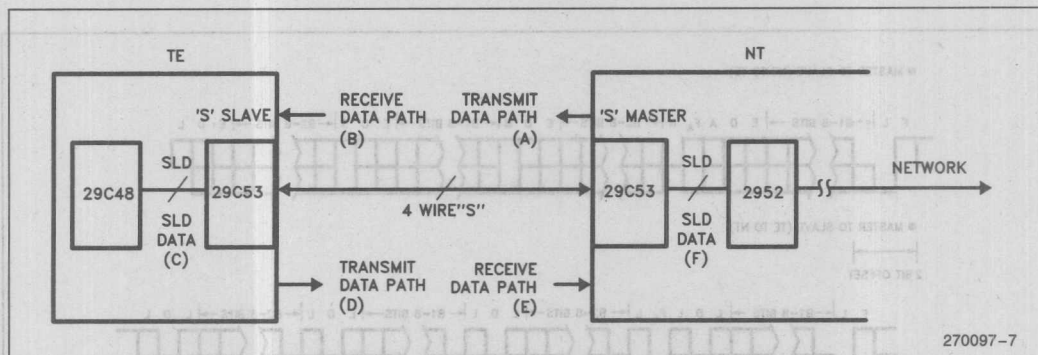 TE
NT
'S' SLAVE
RECEIVE
DATA PATH
(B)
TRANSMIT
DATA PATH
(A)
'S' MASTER
29C48
SLD
SLD
DATA
(C)
29C53
4 WIRE"S"
29C53
SLD
SLD
DATA
(F)
2952
NETWORK
TRANSMIT
DATA PATH
(D)
RECEIVE
DATA PATH
(E)
270097-7